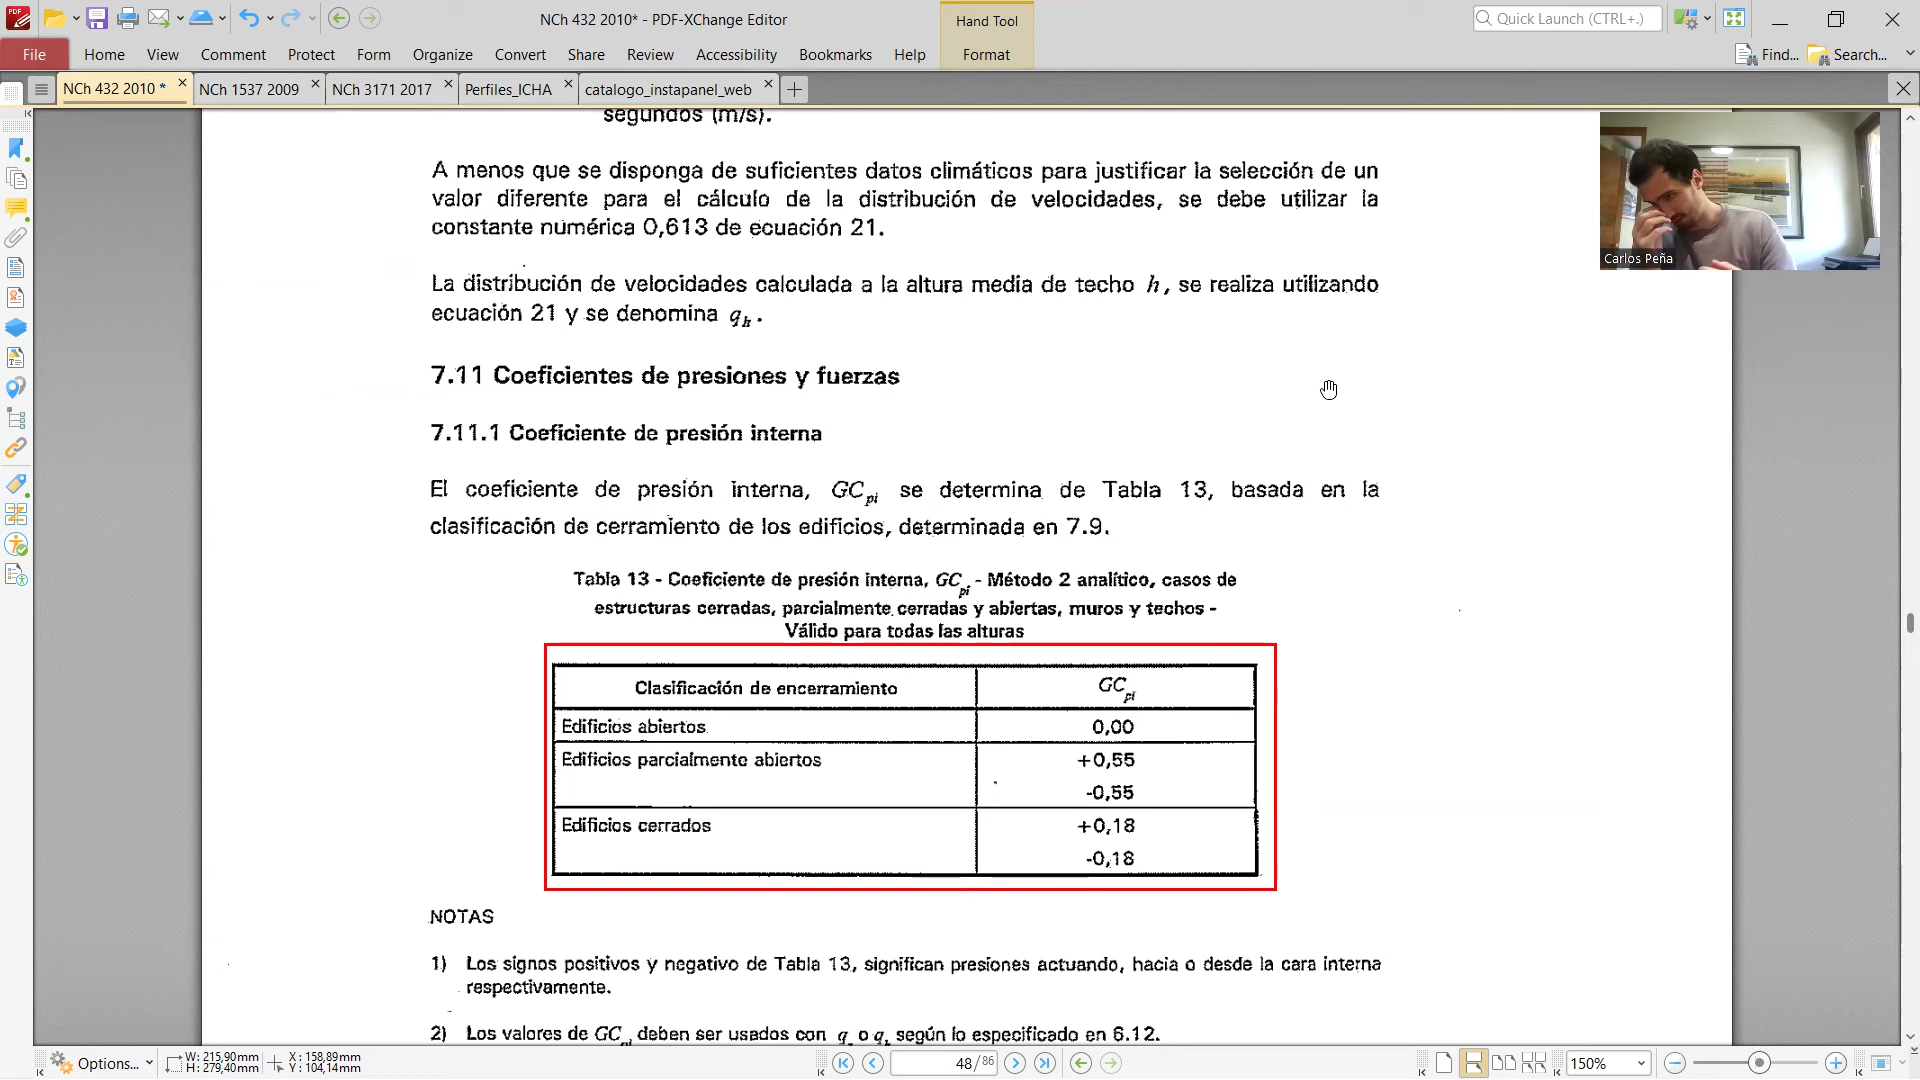 NCh 432 2010* - PDF-XChange Editor
Hand Tool
Quick Launch (CTRL+.)
File
Home
View
Comment
Protect
Form
Organize
Convert
Share
Review
Accessibility
Bookmarks
Help
Format
Find...
Search...
NCh 432 2010 *
NCh 1537 2009
NCh 3171 2017
Perfiles_ICHA
catalogo_instapanel_web
segundos (m/s).
A menos que se disponga de suficientes datos climáticos para justificar la selección de un
valor diferente para el cálculo de la distribución de velocidades, se debe utilizar la
constante numérica 0,613 de ecuación 21.
La distribución de velocidades calculada a la altura media de techo h, se realiza utilizando
ecuación 21 y se denomina qh.
7.11 Coeficientes de presiones y fuerzas
7.11.1 Coeficiente de presión interna
El coeficiente de presión interna, GCpi se determina de Tabla 13, basada en la
clasificación de cerramiento de los edificios, determinada en 7.9.
Tabla 13 - Coeficiente de presión interna, GCpi - Método 2 analítico, casos de
estructuras cerradas, parcialmente cerradas y abiertas, muros y techos -
Válido para todas las alturas
Clasificación de encerramiento GCpi
Edificios abiertos 0,00
Edificios parcialmente abiertos +0,55
-0,55
Edificios cerrados +0,18
-0,18
NOTAS
1) Los signos positivos y negativo de Tabla 13, significan presiones actuando, hacia o desde la cara interna
respectivamente.
2) Los valores de GCpi deben ser usados con qz o qh según lo especificado en 6.12.
Carlos Peña
Options...
W: 215,90mm
H: 279,40mm
X: 158,89mm
Y: 104,14mm
48 / 86
150%